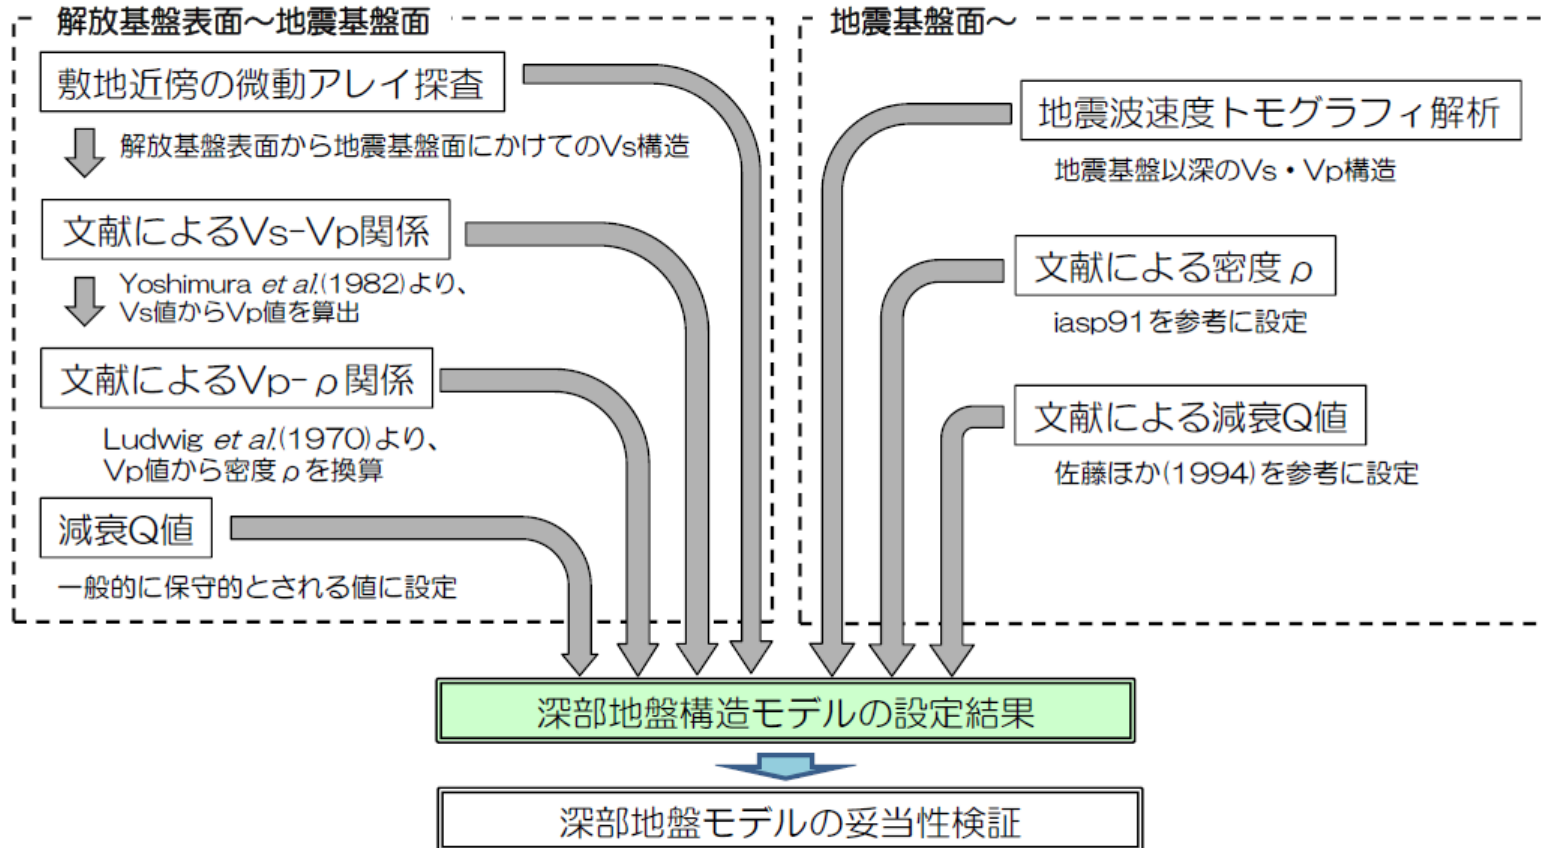 解放基盤表面～地震基盤面
敷地近傍の微動アレイ探査
解放基盤表面から地震基盤面にかけてのVs構造
文献によるVs-Vp関係
Yoshimura et al.(1982)より、
Vs値からVp値を算出
文献によるVp-ρ関係
Ludwig et al.(1970)より、
Vp値から密度ρを換算
減衰Q値
一般的に保守的とされる値に設定
地震基盤面～
地震波速度トモグラフィ解析
地震基盤以深のVs・Vp構造
文献による密度ρ
iasp91を参考に設定
文献による減衰Q値
佐藤ほか(1994)を参考に設定
深部地盤構造モデルの設定結果
深部地盤モデルの妥当性検証